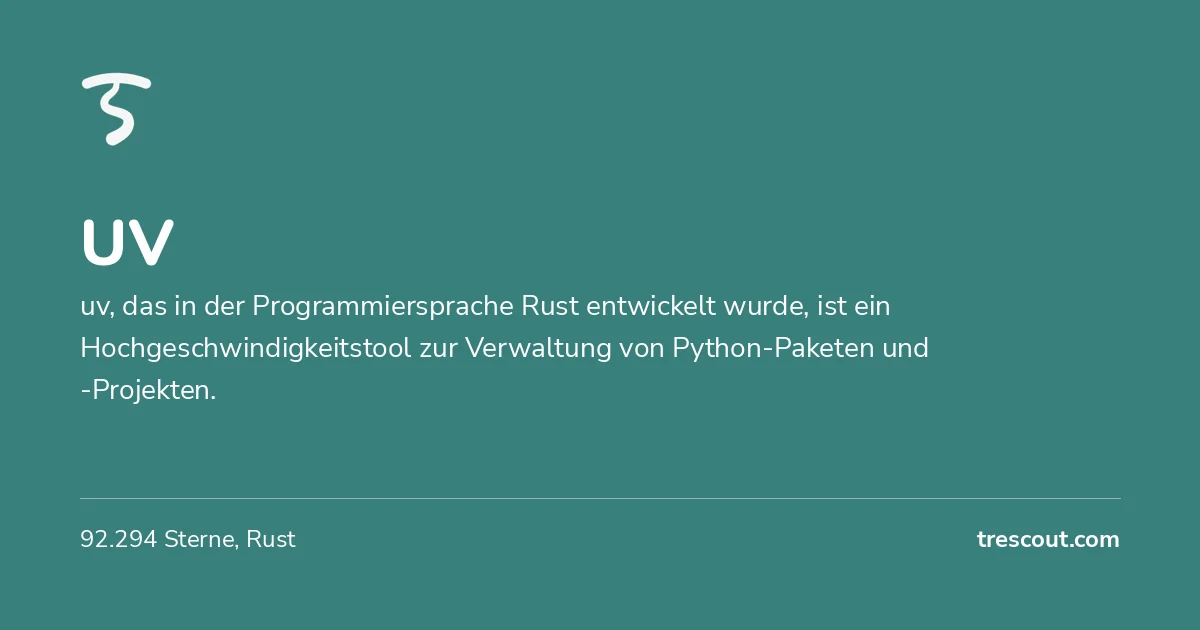 uv
uv, das in der Programmiersprache Rust entwickelt wurde, ist ein
Hochgeschwindigkeitstool zur Verwaltung von Python-Paketen und
-Projekten.
92.294 Sterne, Rust
trescout.com